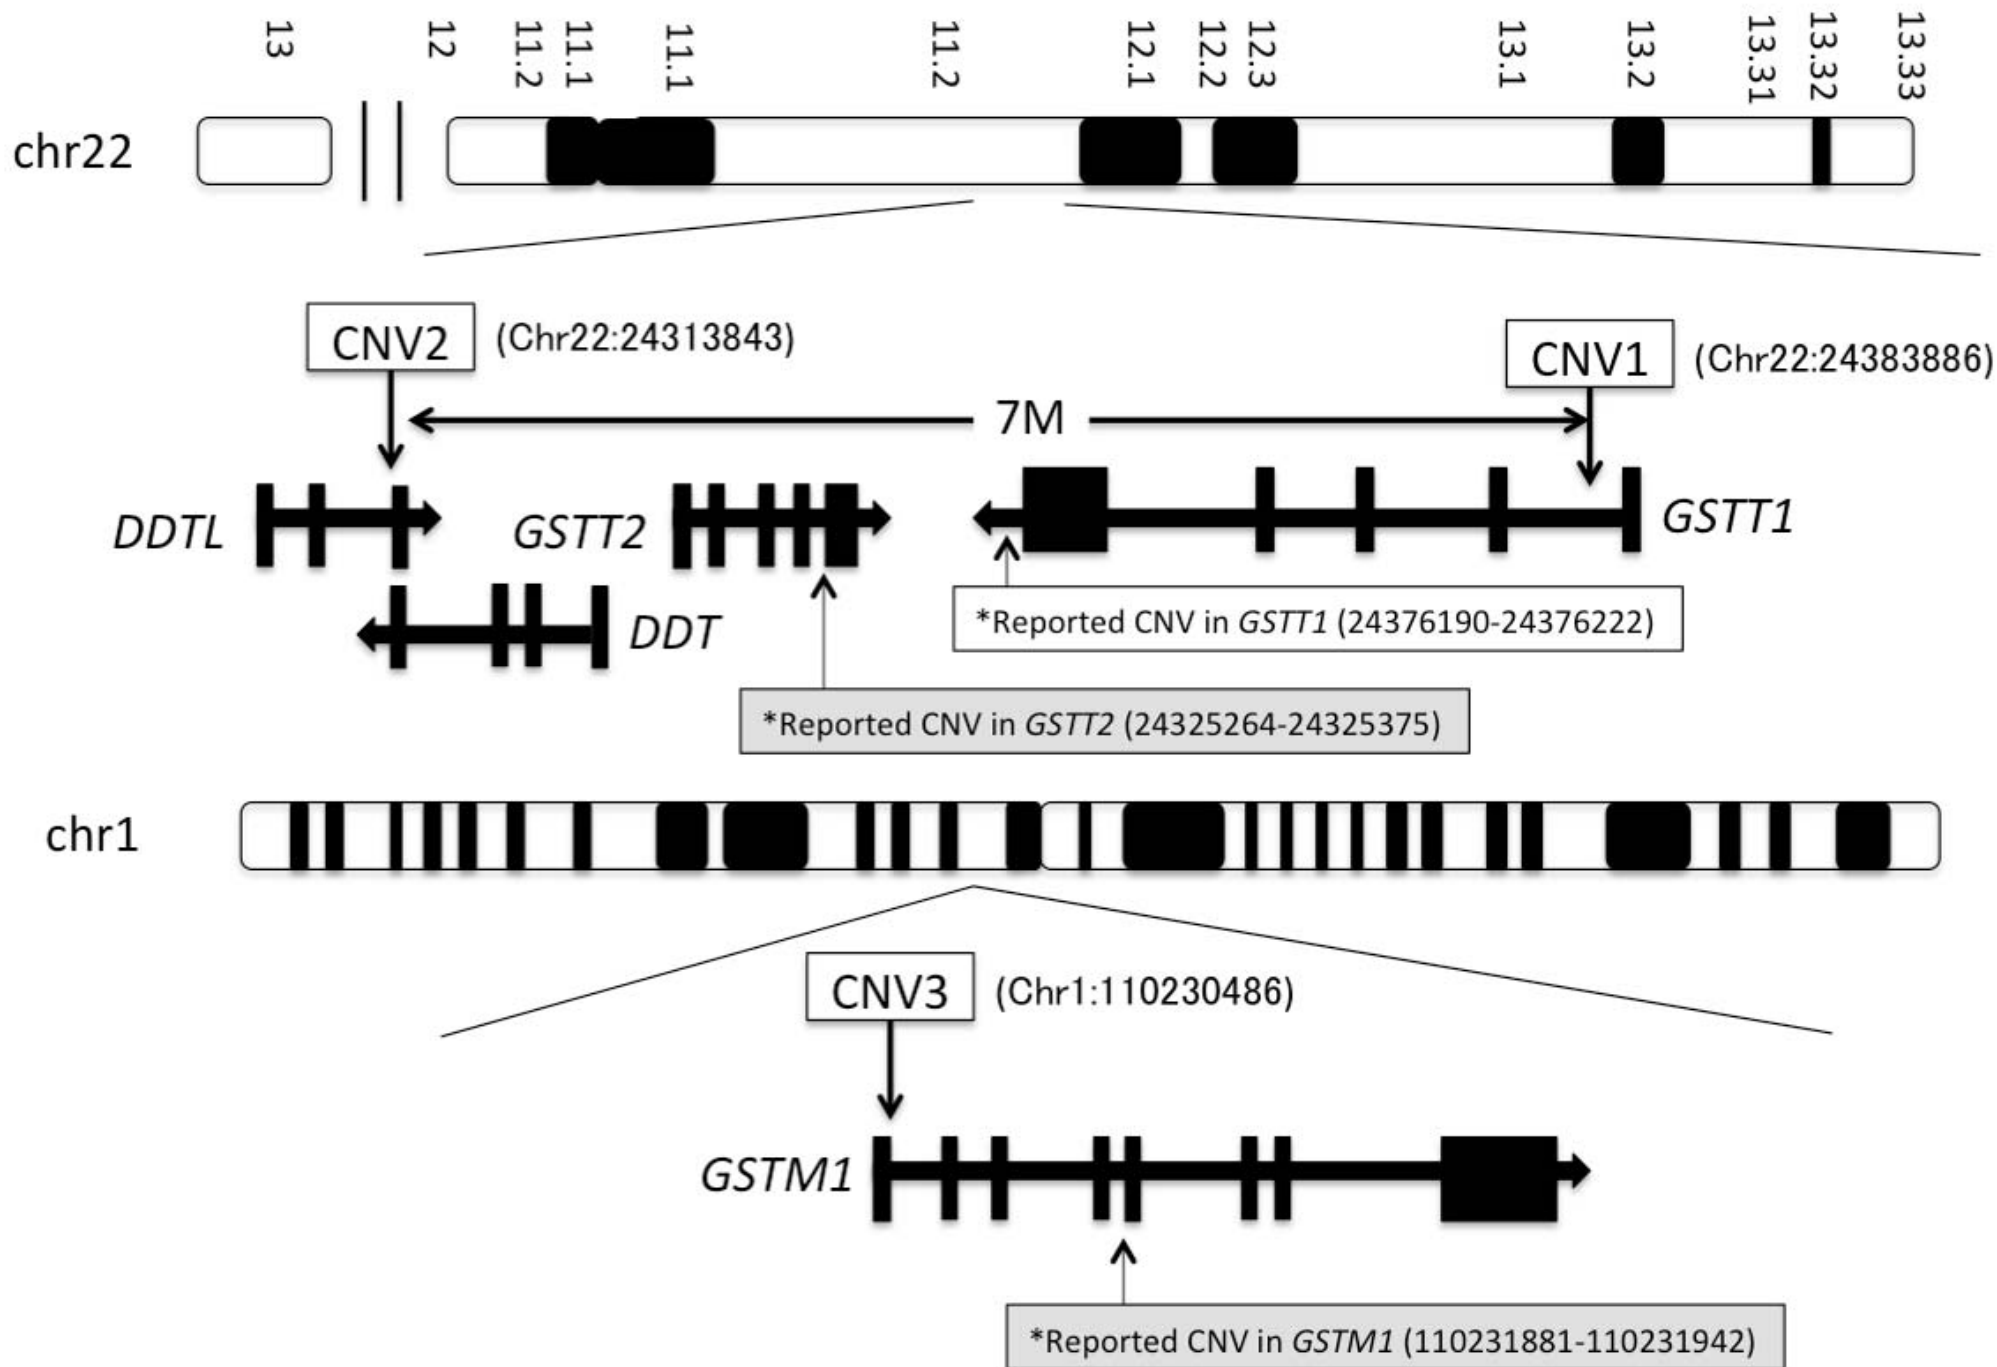 13 12 11.2 11.1 11.1 11.2 12.1 12.2 12.3 13.1 13.2 13.31 13.32 13.33
chr22
CNV2 (Chr22:24313843)
CNV1 (Chr22:24383886)
7M
DDTL
GSTT2
GSTT1
*Reported CNV in GSTT1 (24376190-24376222)
DDT
*Reported CNV in GSTT2 (24325264-24325375)
chr1
CNV3 (Chr1:110230486)
GSTM1
*Reported CNV in GSTM1 (110231881-110231942)